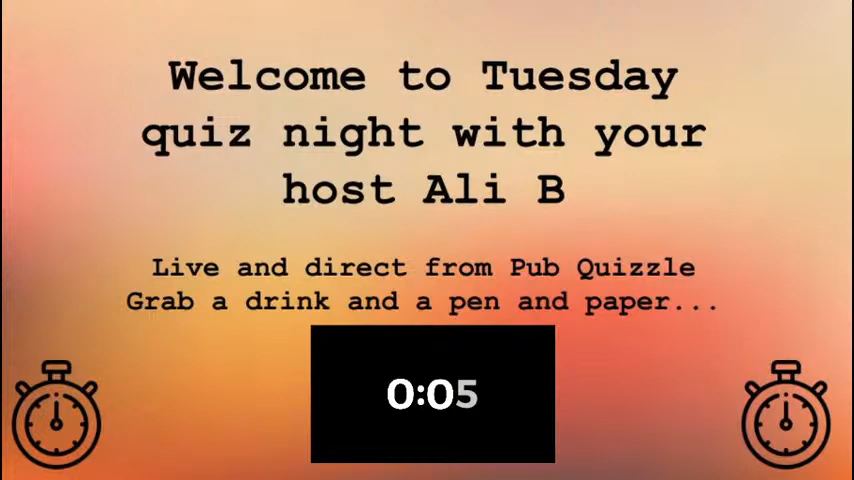 Welcome to Tuesday
quiz night with your
host Ali B
Live and direct from Pub Quizzle
Grab a drink and a pen and paper...
0:05